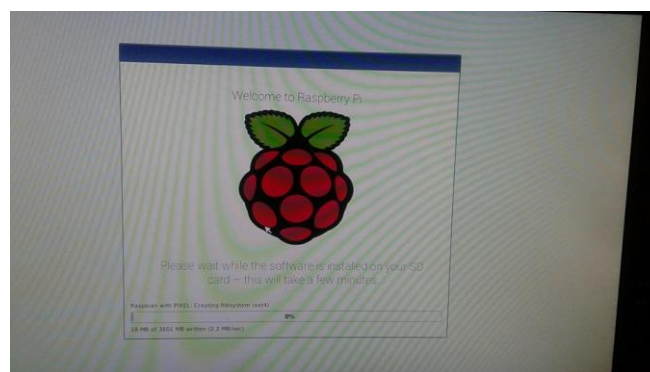 Welcome to Raspberry Pi
Please wait while the software is installed on your SD
card – this will take a few minutes.
Raspbian with PIXEL: Creating filesystem (ext4)
0%
18 MB of 3601 MB written (2.1 MB/sec)